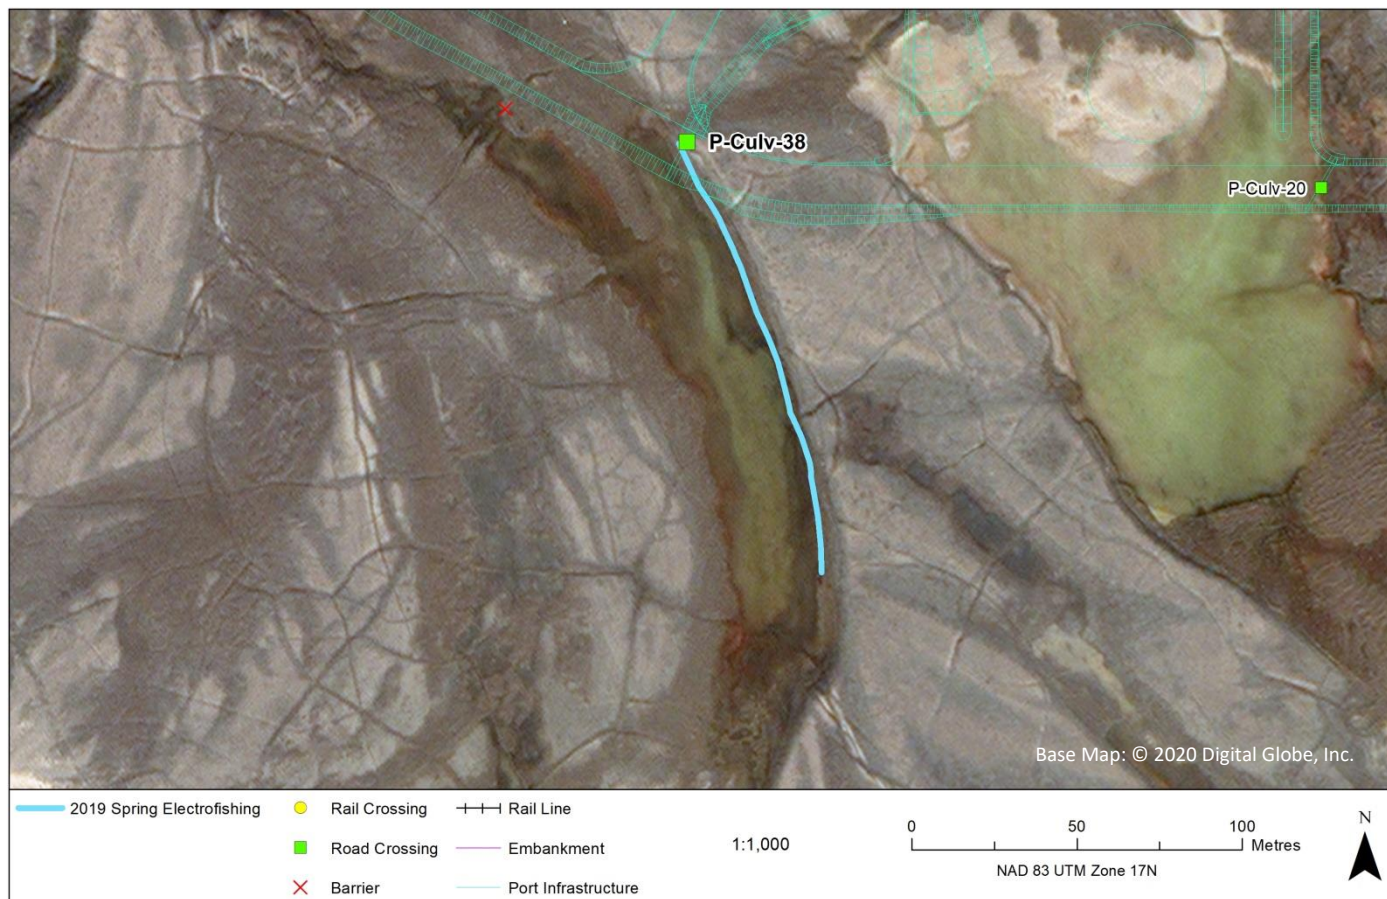 P-Culv-38
P-Culv-20
Base Map: © 2020 Digital Globe, Inc.
2019 Spring Electrofishing
Rail Crossing
Rail Line
Road Crossing
Embankment
Barrier
Port Infrastructure
1:1,000
0 50 100
Metres
NAD 83 UTM Zone 17N
N